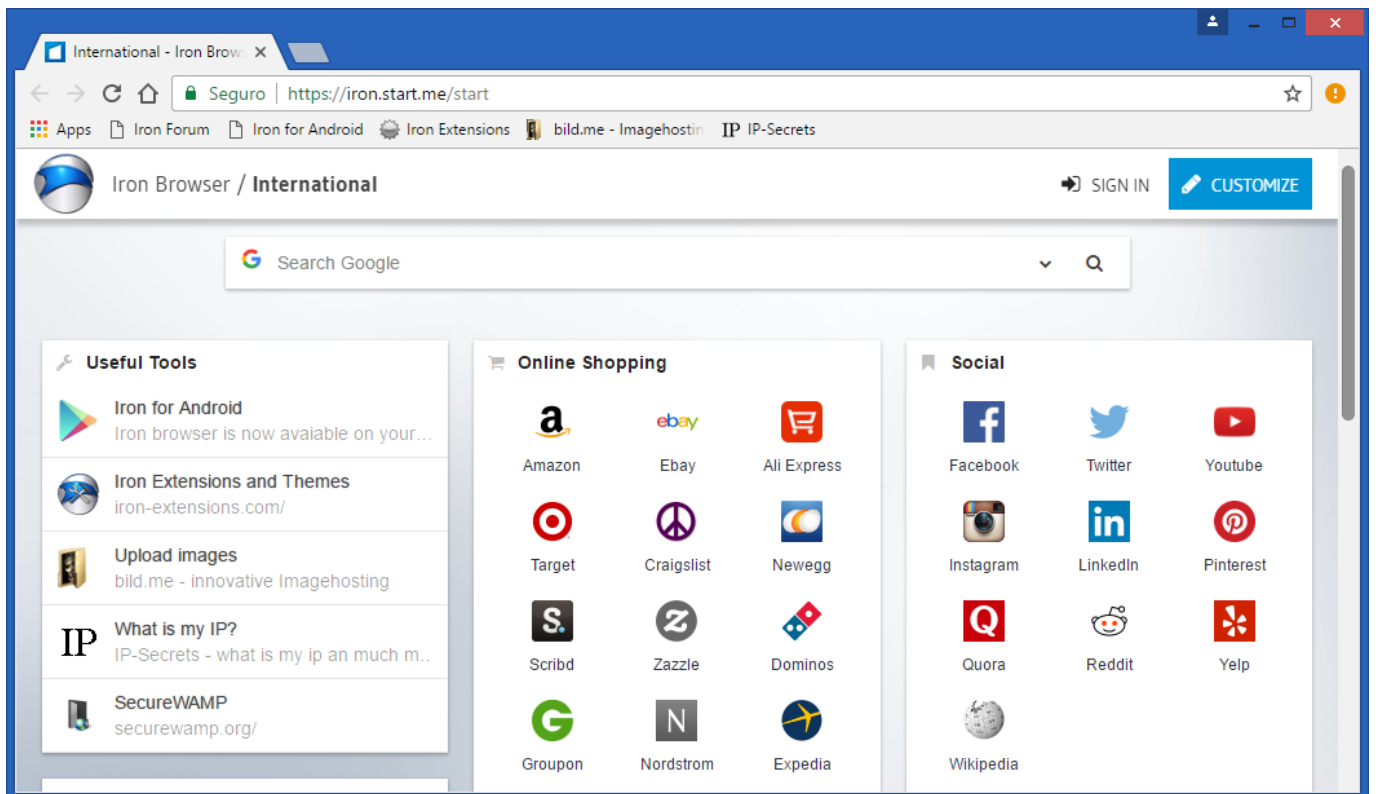 International - Iron Brow
Seguro https://iron.start.me/start
Apps Iron Forum Iron for Android Iron Extensions bild.me - Imagehostin IP IP-Secrets
Iron Browser / International SIGN IN CUSTOMIZE
G Search Google
Useful Tools
Iron for Android
Iron browser is now avaiable on your...
Iron Extensions and Themes
iron-extensions.com/
Upload images
bild.me - innovative Imagehosting
IP
What is my IP?
IP-Secrets - what is my ip an much m..
SecureWAMP
securewamp.org/
Online Shopping
a ebay
Amazon Ebay Ali Express
Target Craigslist Newegg
S. Z
Scribd Zazzle Dominos
G N
Groupon Nordstrom Expedia
Social
f
Facebook Twitter Youtube
in
Instagram LinkedIn Pinterest
Q
Quora Reddit Yelp
Wikipedia